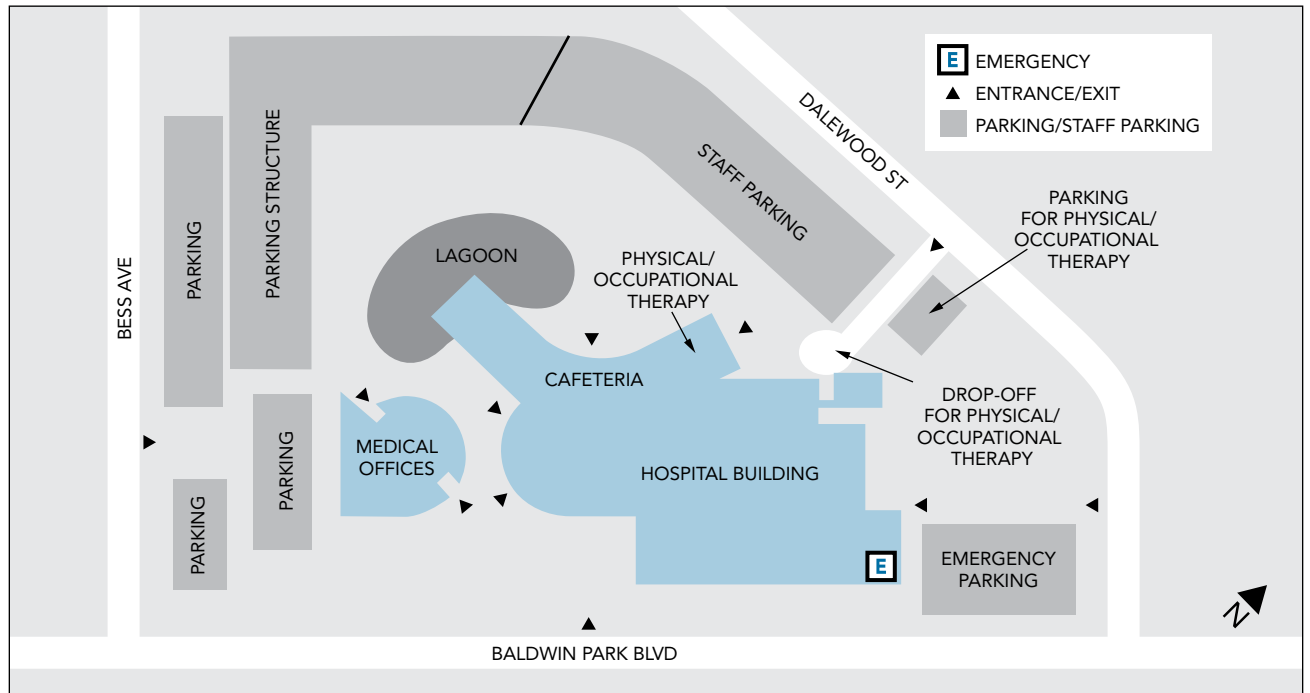 E EMERGENCY
ENTRANCE/EXIT
PARKING/STAFF PARKING
DALEWOOD ST
BESS AVE
PARKING
PARKING STRUCTURE
STAFF PARKING
PARKING
FOR PHYSICAL/
OCCUPATIONAL
THERAPY
LAGOON
PHYSICAL/
OCCUPATIONAL
THERAPY
CAFETERIA
DROP-OFF
FOR PHYSICAL/
OCCUPATIONAL
THERAPY
MEDICAL
OFFICES
HOSPITAL BUILDING
PARKING
PARKING
E
EMERGENCY
PARKING
N
BALDWIN PARK BLVD